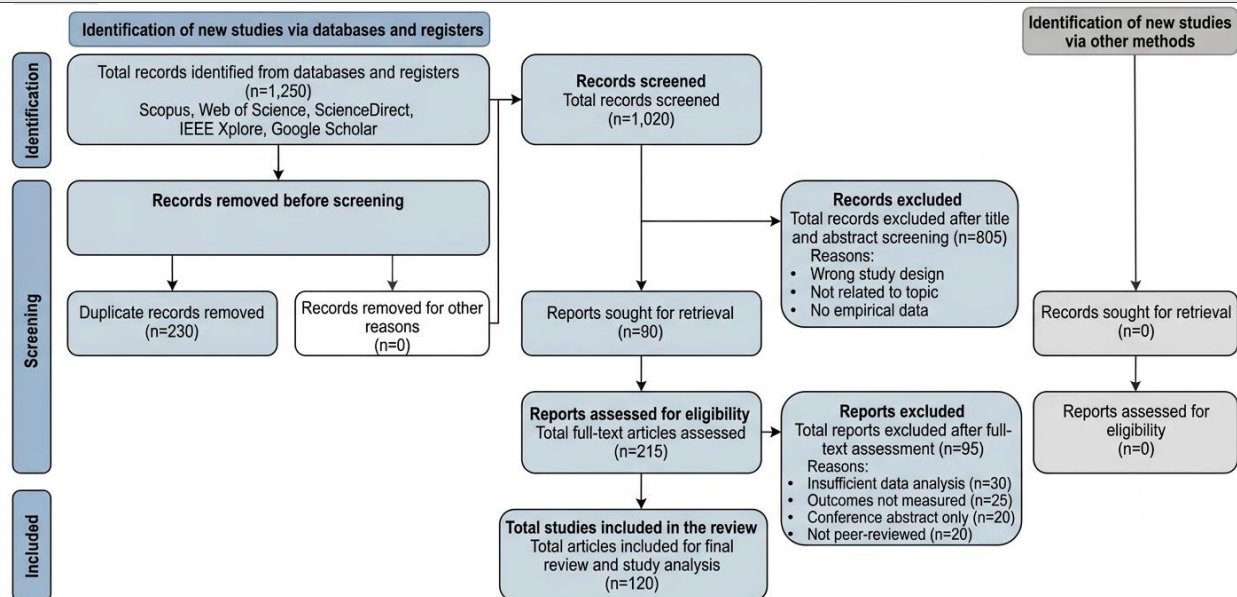 Identification of new studies via databases and registers
Identification of new studies
via other methods
Identification
Total records identified from databases and registers
(n=1,250)
Scopus, Web of Science, ScienceDirect,
IEEE Xplore, Google Scholar
Records screened
Total records screened
(n=1,020)
Screening
Records removed before screening
Records excluded
Total records excluded after title
and abstract screening (n=805)
Reasons:
• Wrong study design
• Not related to topic
• No empirical data
Duplicate records removed
(n=230)
Records removed for other
reasons
(n=0)
Reports sought for retrieval
(n=90)
Records sought for retrieval
(n=0)
Reports assessed for eligibility
Total full-text articles assessed
(n=215)
Reports excluded
Total reports excluded after full-
text assessment (n=95)
Reasons:
• Insufficient data analysis (n=30)
• Outcomes not measured (n=25)
• Conference abstract only (n=20)
• Not peer-reviewed (n=20)
Reports assessed for
eligibility
(n=0)
Included
Total studies included in the review
Total articles included for final
review and study analysis
(n=120)